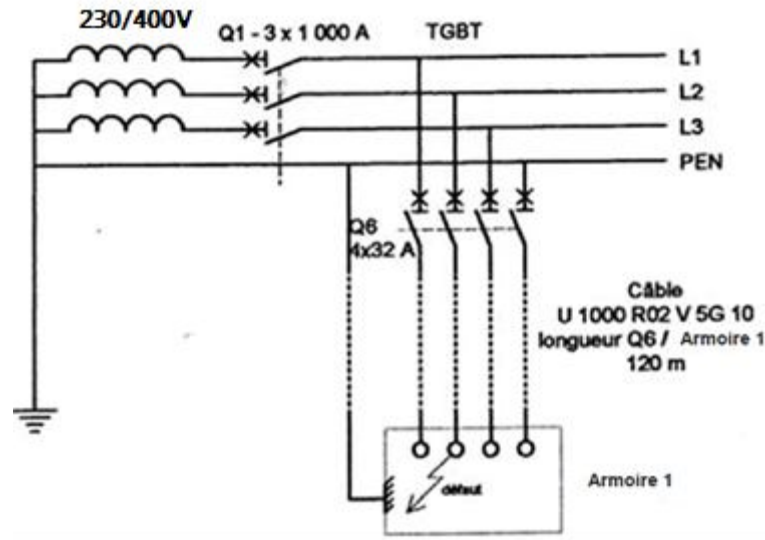 230/400V
Q1 - 3 x 1 000 A
TGBT
L1
L2
L3
PEN
Q6
4x32 A
Câble
U 1000 R02 V 5G 10
longueur Q6 / Armoire 1
120 m
défaut
Armoire 1